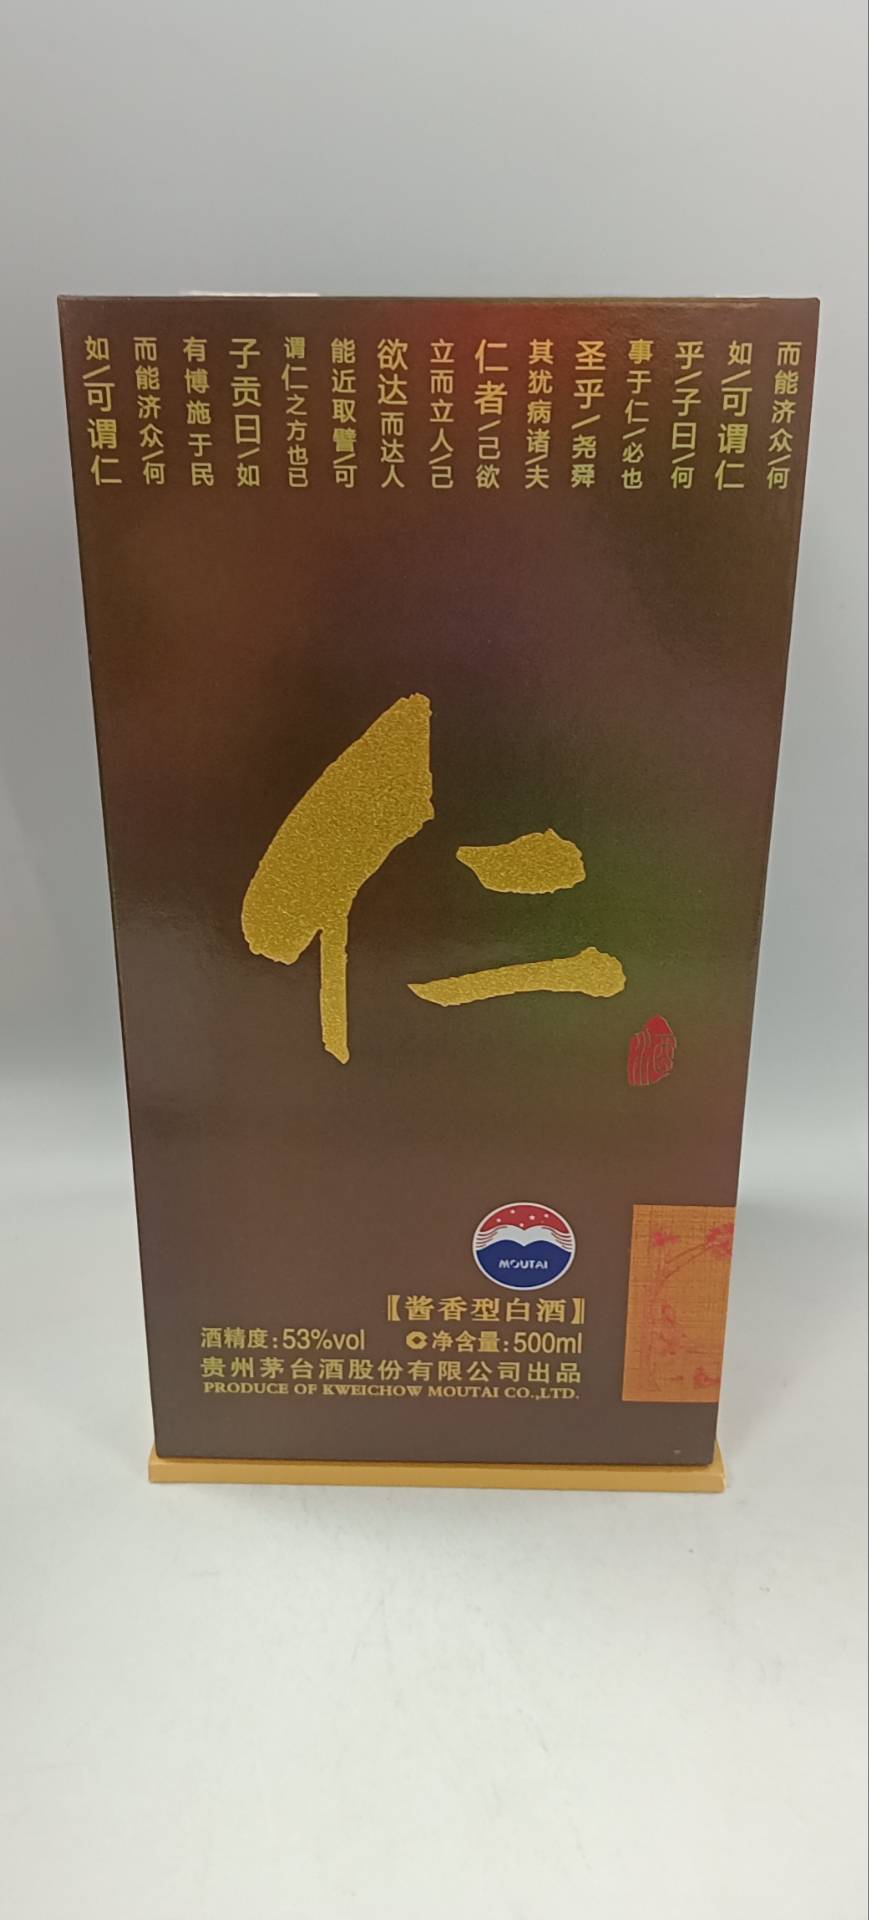 而能济众/何
如/可谓仁
乎/子曰/何
事于仁/必也
圣乎/尧舜
其犹病诸/夫
仁者/己欲
立而立人/己
欲达而达人
能近取譬/可
谓仁之方也已
子贡曰/如
有博施于民
而能济众/何
如/可谓仁
仁
酒
MOUTAI
【酱香型白酒】
酒精度:53%vol 净含量:500ml
贵州茅台酒股份有限公司出品
PRODUCE OF KWEICHOW MOUTAI CO.,LTD.